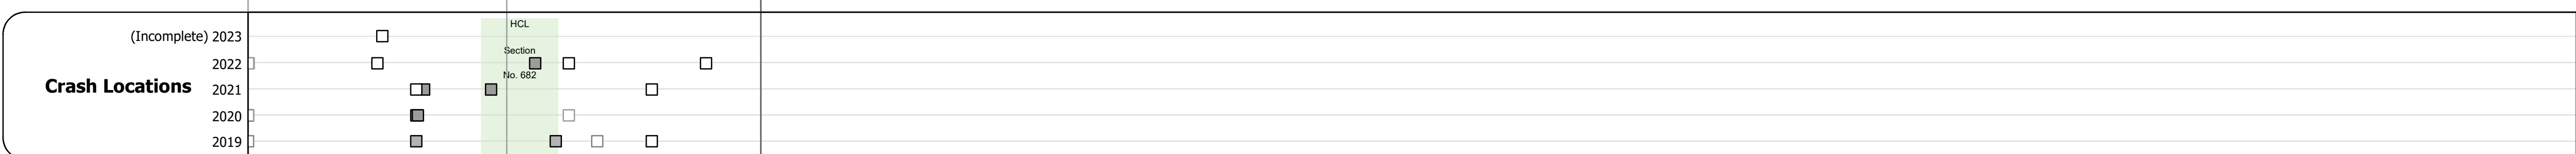 HCL
(Incomplete) 2023
Section
2022
No. 682
Crash Locations
2021
2020
2019